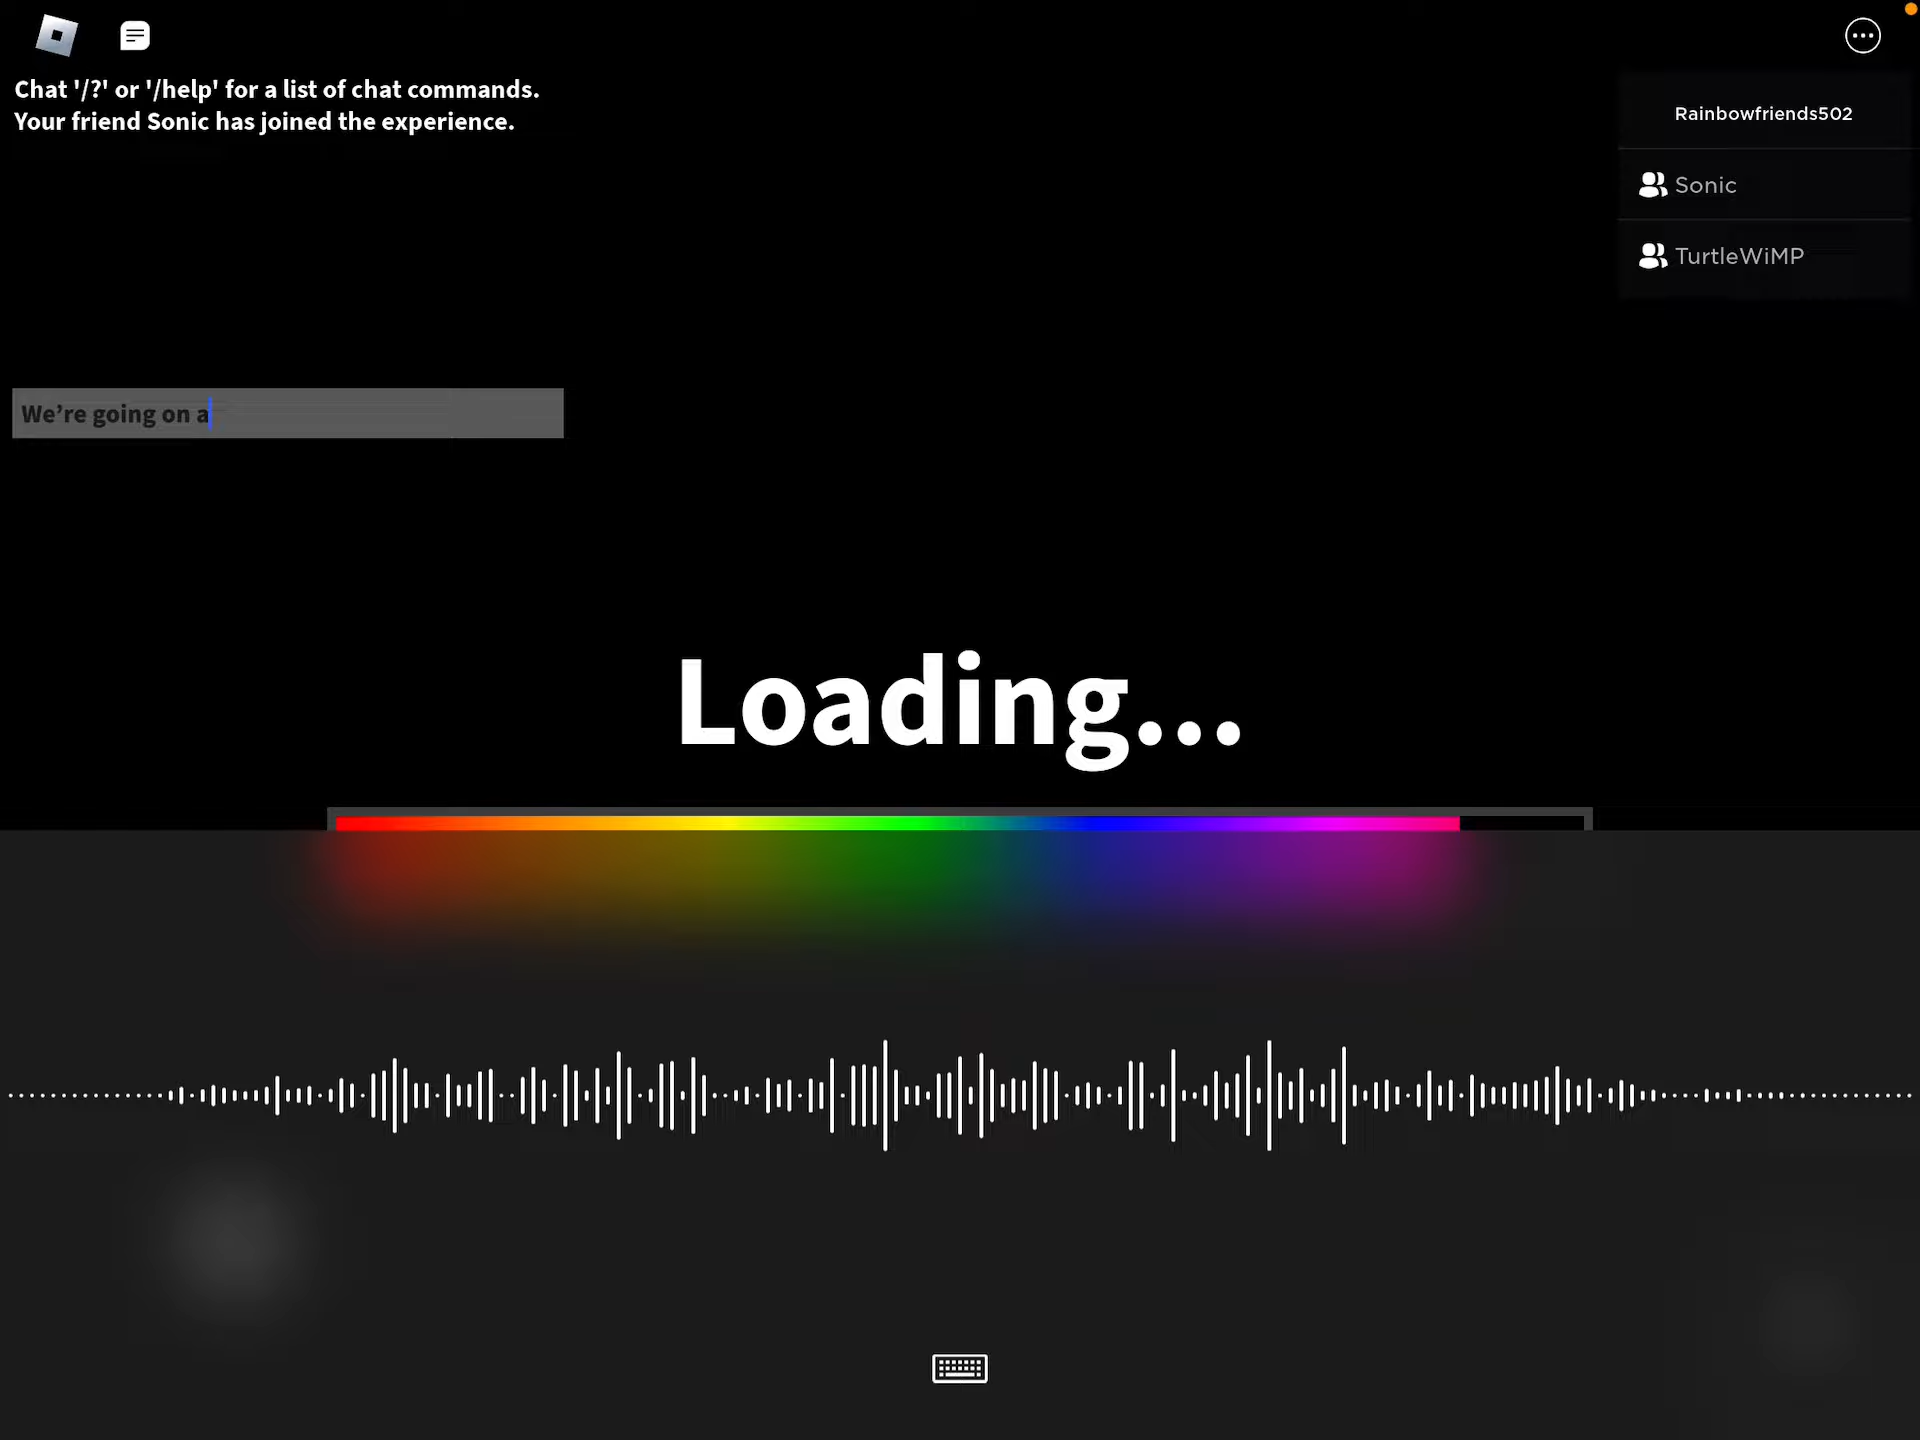 Chat '/?' or '/help' for a list of chat commands.
Your friend Sonic has joined the experience.
Rainbowfriends502
Sonic
TurtleWiMP
We’re going on a
Loading...